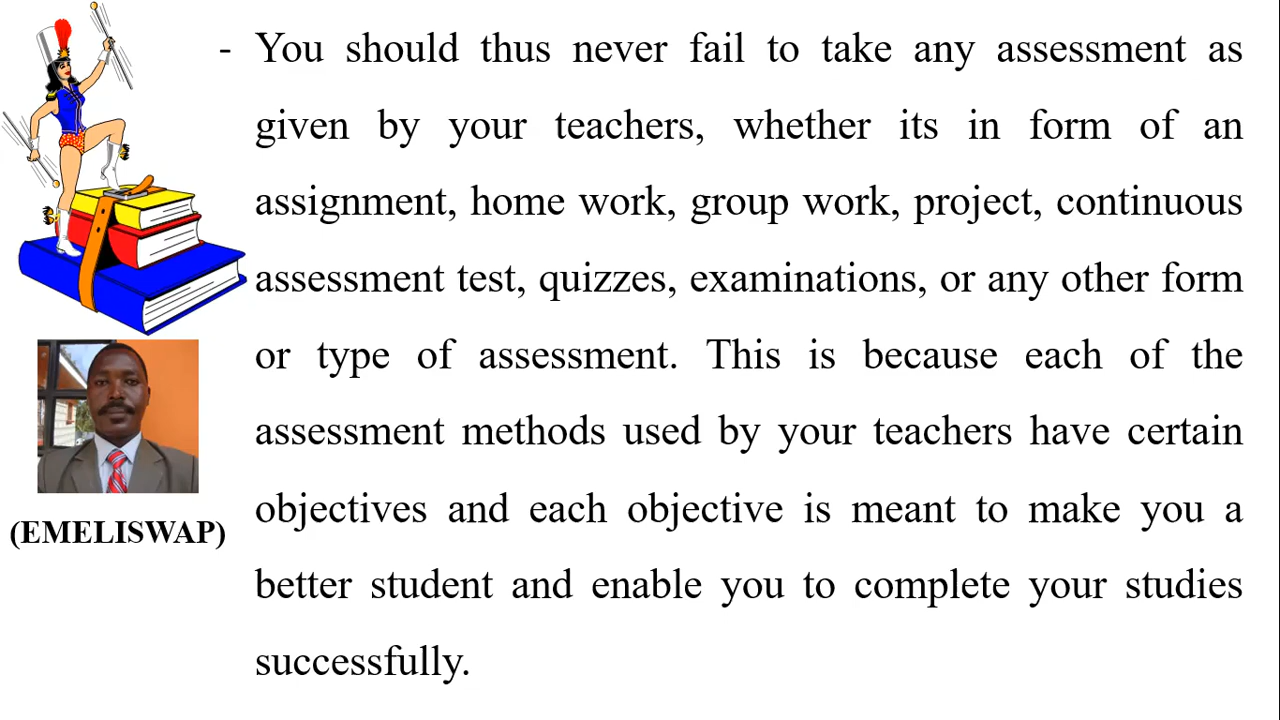 - You should thus never fail to take any assessment as
given by your teachers, whether its in form of an
assignment, home work, group work, project, continuous
assessment test, quizzes, examinations, or any other form
or type of assessment. This is because each of the
assessment methods used by your teachers have certain
objectives and each objective is meant to make you a
better student and enable you to complete your studies
successfully.
(EMELISWAP)